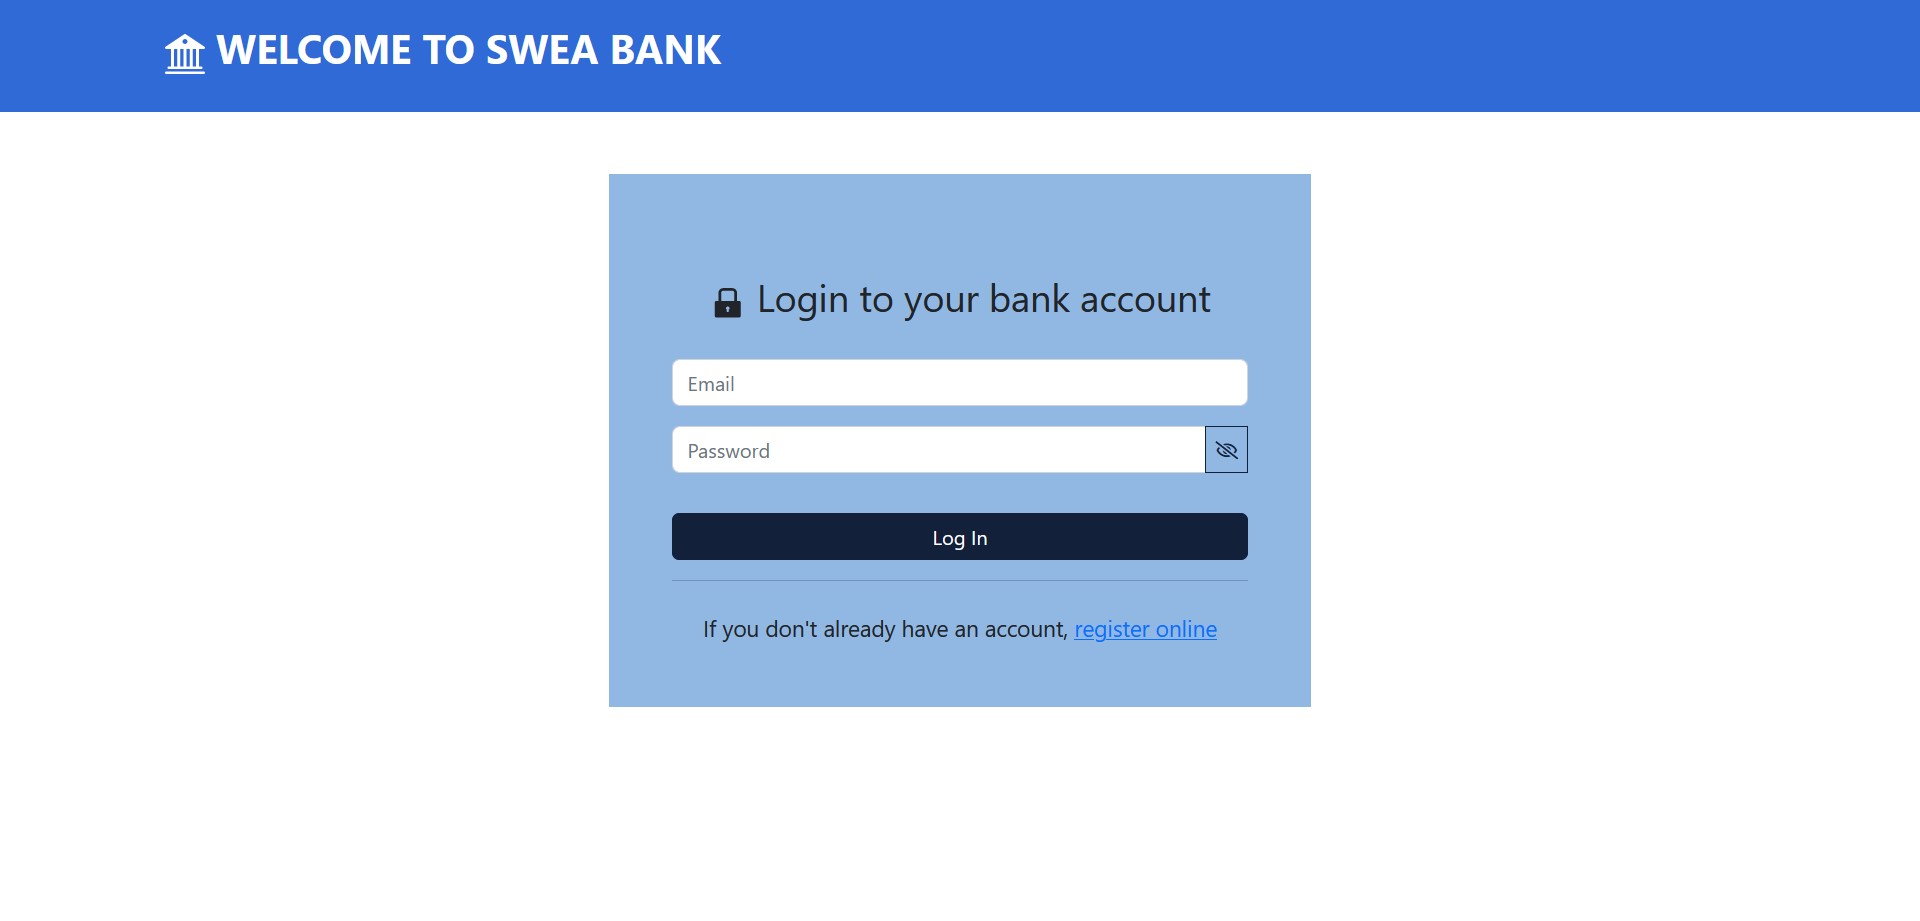 WELCOME TO SWEA BANK
Login to your bank account
Email
Password
Log In
If you don't already have an account, register online